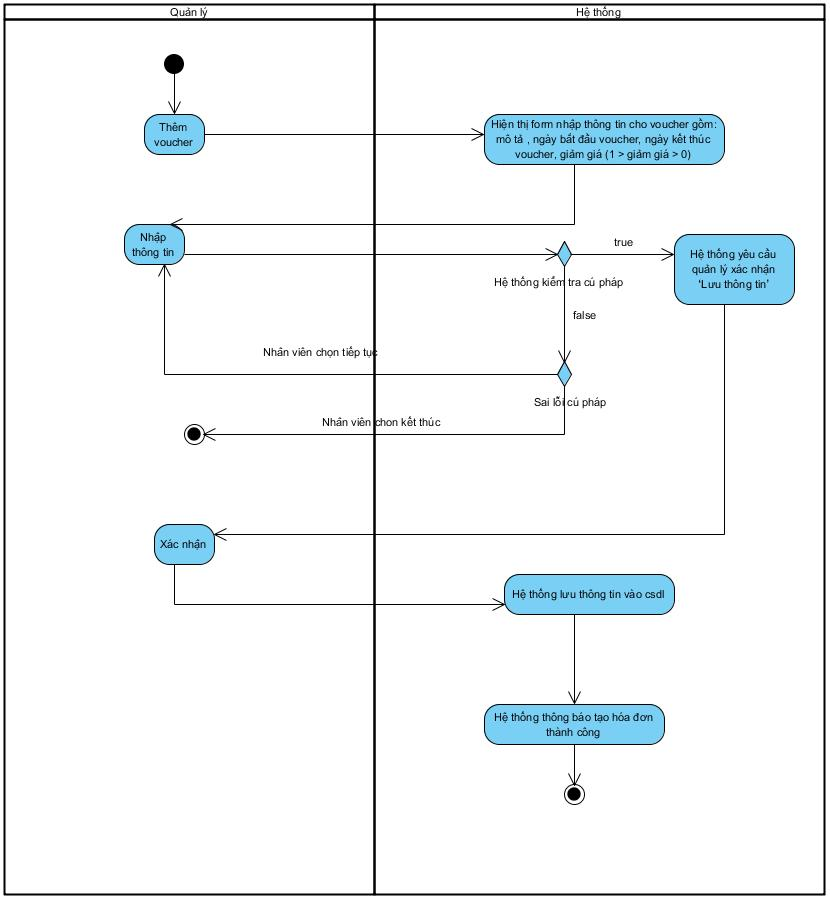 Quản lý
Hệ thống
Thêm
voucher
Hiện thị form nhập thông tin cho voucher gồm:
mô tả , ngày bắt đầu voucher, ngày kết thúc
voucher, giảm giá (1 > giảm giá > 0)
Nhập
thông tin
true
Hệ thống yêu cầu
quản lý xác nhận
‘Lưu thông tin’
Hệ thống kiểm tra cú pháp
false
Nhân viên chọn tiếp tục
Sai lỗi cú pháp
Nhân viên chon kết thúc
Xác nhận
Hệ thống lưu thông tin vào csdl
Hệ thống thông báo tạo hóa đơn
thành công